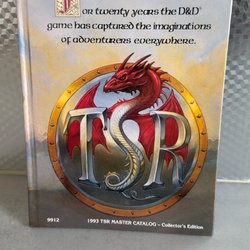 For twenty years the D&D®
game has captured the imaginations
of adventurers everywhere.
TSR
9912
1993 TSR MASTER CATALOG – Collector's Edition